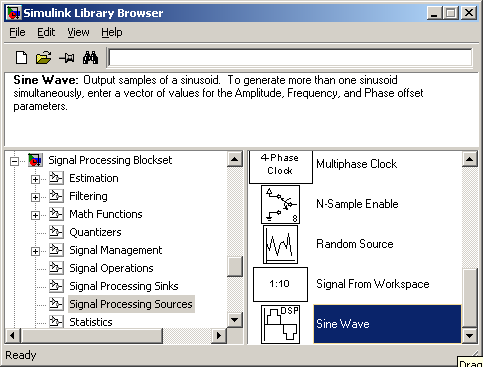 Simulink Library Browser
File Edit View Help
Sine Wave: Output samples of a sinusoid. To generate more than one sinusoid
simultaneously, enter a vector of values for the Amplitude, Frequency, and Phase offset
parameters.
Signal Processing Blockset
Estimation
Filtering
Math Functions
Quantizers
Signal Management
Signal Operations
Signal Processing Sinks
Signal Processing Sources
Statistics
4-Phase
Clock
Multiphase Clock
8
N-Sample Enable
Random Source
1:10
Signal From Workspace
DSP
Sine Wave
Ready
Drag